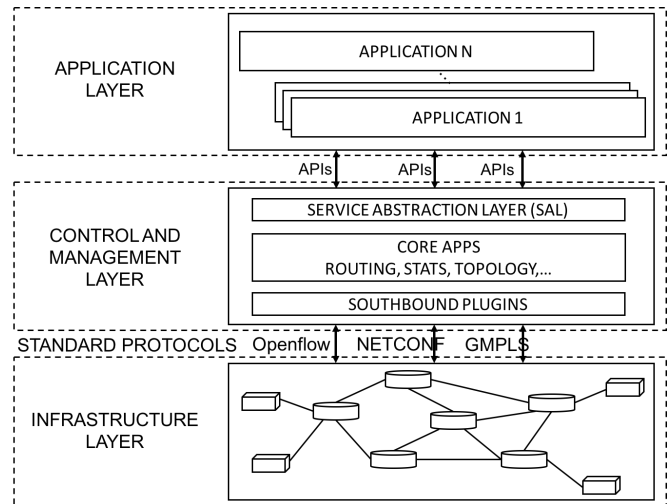 APPLICATION
LAYER
APPLICATION N
APPLICATION 1
APIs
APIs
APIs
CONTROL AND
MANAGEMENT
LAYER
SERVICE ABSTRACTION LAYER (SAL)
CORE APPS
ROUTING, STATS, TOPOLOGY,...
SOUTHBOUND PLUGINS
STANDARD PROTOCOLS
Openflow
NETCONF
GMPLS
INFRASTRUCTURE
LAYER